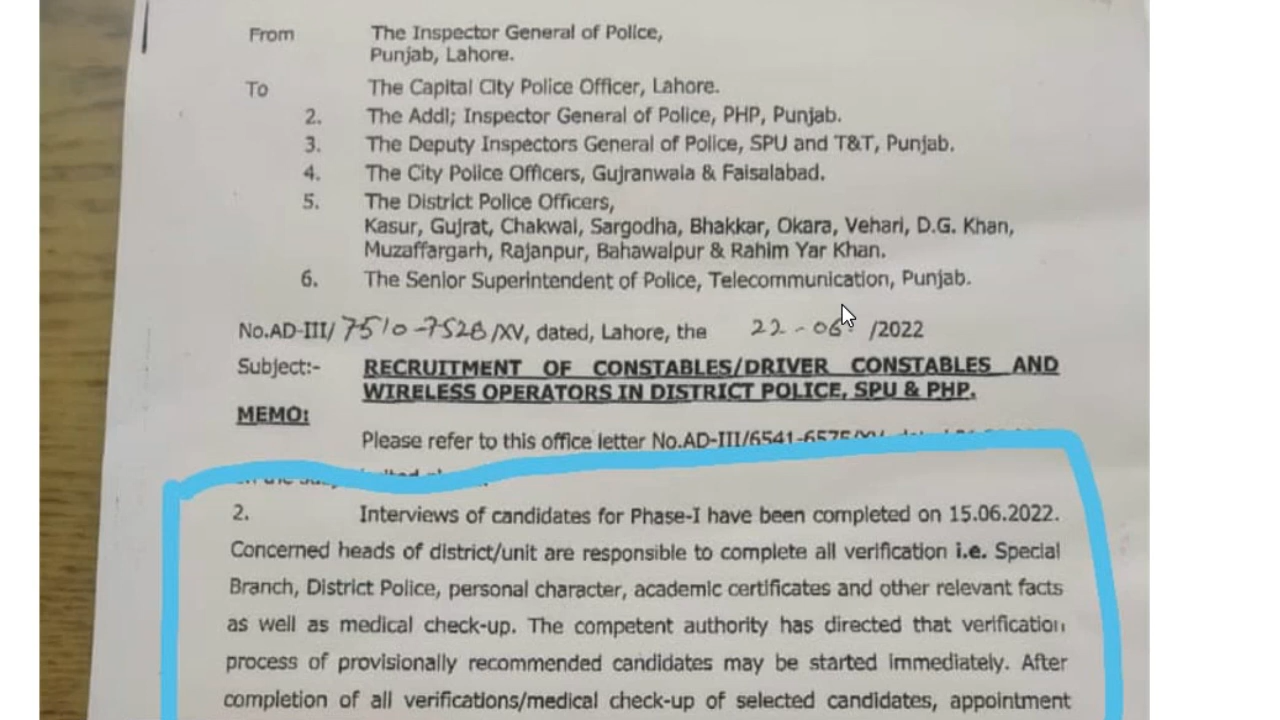 From The Inspector General of Police,
Punjab, Lahore.
To The Capital City Police Officer, Lahore.
2. The Addl; Inspector General of Police, PHP, Punjab.
3. The Deputy Inspectors General of Police, SPU and T&T, Punjab.
4. The City Police Officers, Gujranwala & Faisalabad.
5. The District Police Officers,
Kasur, Gujrat, Chakwal, Sargodha, Bhakkar, Okara, Vehari, D.G. Khan,
Muzaffargarh, Rajanpur, Bahawalpur & Rahim Yar Khan.
6. The Senior Superintendent of Police, Telecommunication, Punjab.
No.AD-III/ 7510-7528 /XV, dated, Lahore, the 22-06- /2022
Subject:- RECRUITMENT OF CONSTABLES/DRIVER CONSTABLES AND
WIRELESS OPERATORS IN DISTRICT POLICE, SPU & PHP.
MEMO:
Please refer to this office letter No.AD-III/6541-6575/XV,
2. Interviews of candidates for Phase-I have been completed on 15.06.2022.
Concerned heads of district/unit are responsible to complete all verification i.e. Special
Branch, District Police, personal character, academic certificates and other relevant facts
as well as medical check-up. The competent authority has directed that verification
process of provisionally recommended candidates may be started immediately. After
completion of all verifications/medical check-up of selected candidates, appointment